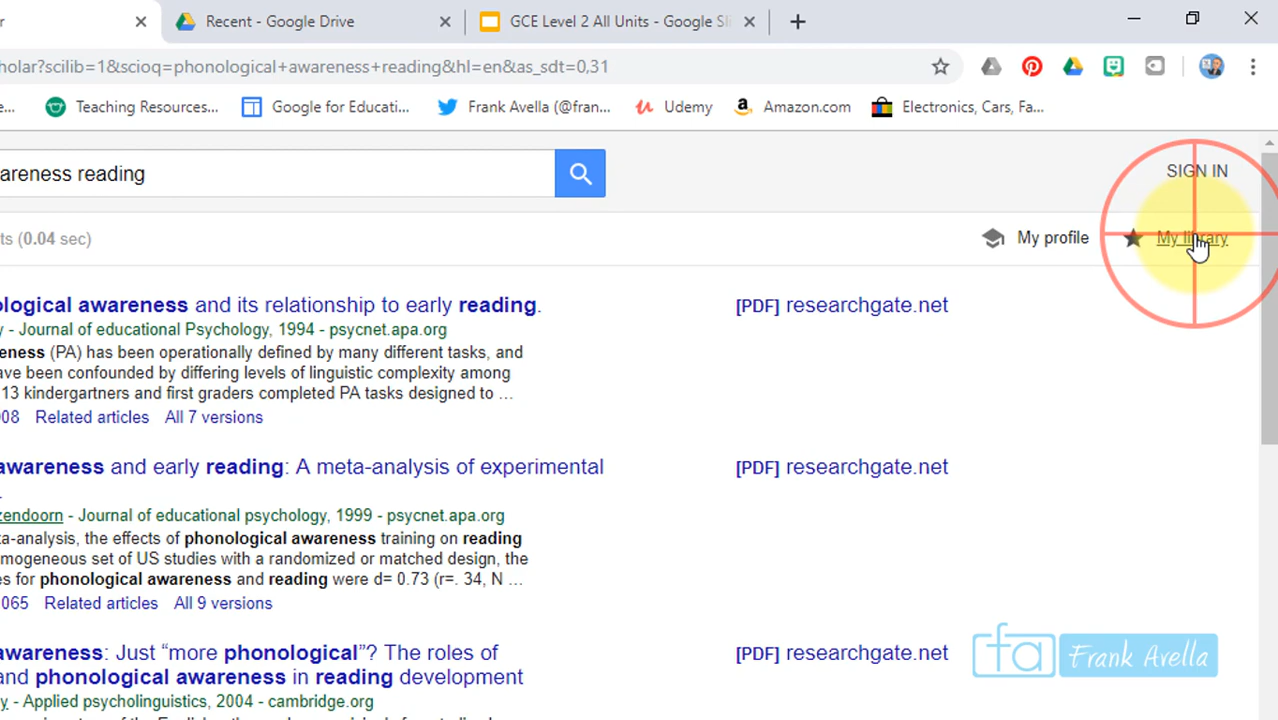 Recent - Google Drive
GCE Level 2 All Units - Google Sli
olar?scilib=1&scioq=phonological+awareness+reading&hl=en&as_sdt=0,31
e...
Teaching Resources...
Google for Educati...
Frank Avella (@fran...
Udemy
Amazon.com
Electronics, Cars, Fa...
areness reading
SIGN IN
ts (0.04 sec)
My profile
My library
ological awareness and its relationship to early reading.
[PDF] researchgate.net
y - Journal of educational Psychology, 1994 - psycnet.apa.org
eness (PA) has been operationally defined by many different tasks, and
ave been confounded by differing levels of linguistic complexity among
13 kindergartners and first graders completed PA tasks designed to ...
08 Related articles All 7 versions
awareness and early reading: A meta-analysis of experimental
[PDF] researchgate.net
zendoorn - Journal of educational psychology, 1999 - psycnet.apa.org
ta-analysis, the effects of phonological awareness training on reading
mogeneous set of US studies with a randomized or matched design, the
es for phonological awareness and reading were d= 0.73 (r=. 34, N ...
065 Related articles All 9 versions
awareness: Just “more phonological”? The roles of
[PDF] researchgate.net
and phonological awareness in reading development
y - Applied psycholinguistics, 2004 - cambridge.org
fa Frank Avella